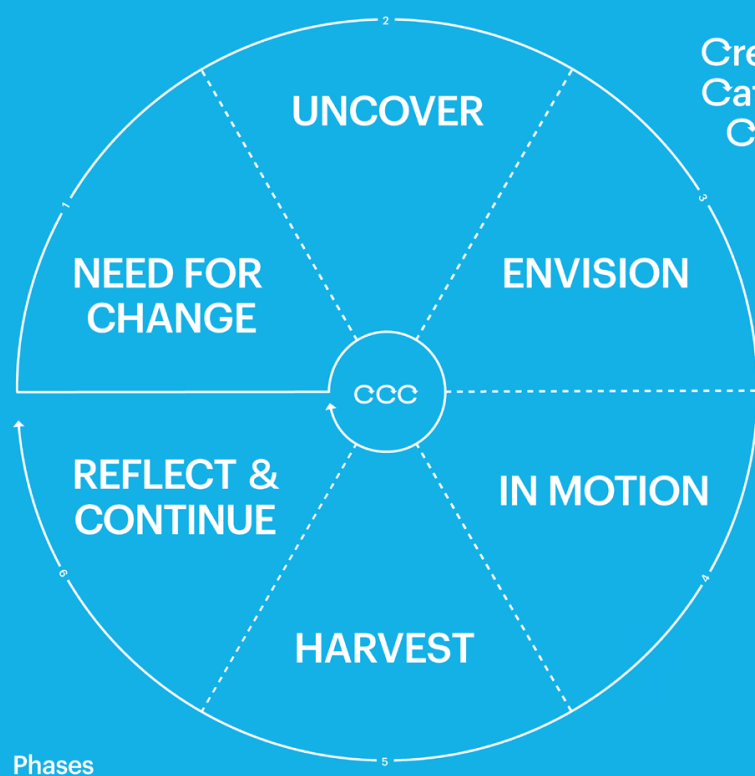 2
UNCOVER
1
3
NEED FOR
CHANGE
ENVISION
CCC
REFLECT &
CONTINUE
IN MOTION
6
4
HARVEST
5
Phases